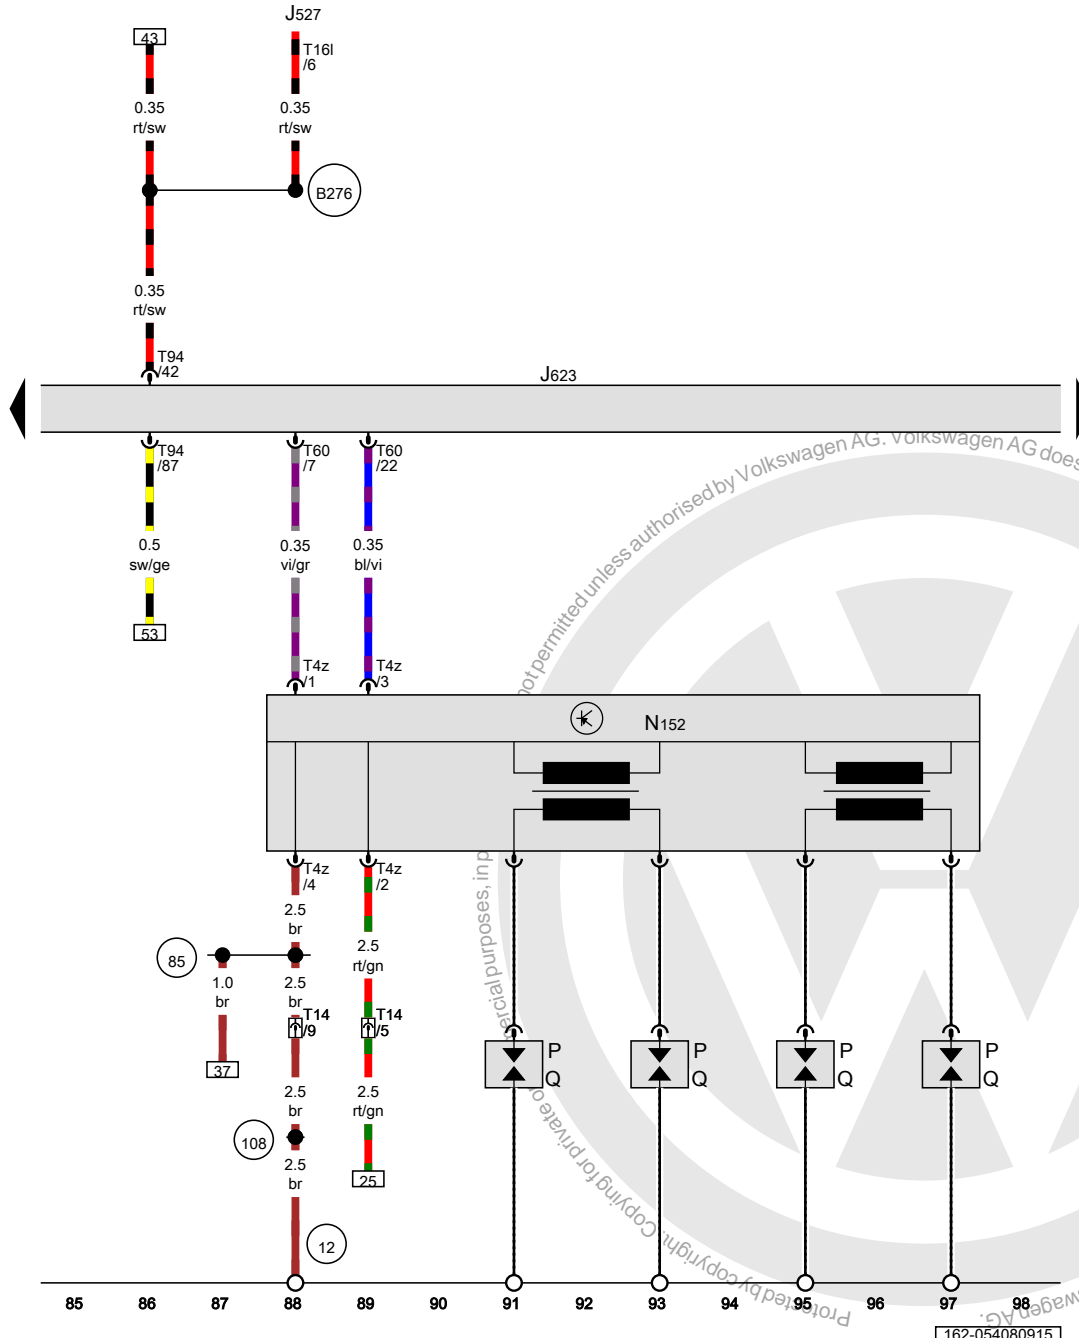 J527
43
T16l
/6
0.35
rt/sw
0.35
rt/sw
B276
0.35
rt/sw
T94
/42
J623
T94
/87
T60
/7
T60
/22
0.5
sw/ge
0.35
vi/gr
0.35
bl/vi
53
T4z
/1
T4z
/3
N152
T4z
/4
T4z
/2
2.5
br
2.5
rt/gn
85
1.0
br
2.5
br
T14
/9
T14
/5
37
P
Q
P
Q
P
Q
P
Q
2.5
br
2.5
rt/gn
108
2.5
br
25
12
85 86 87 88 89 90 91 92 93 94 95 96 97 98
162-054080915
Protected by copyright. Copying for private or
ercial purposes, in p
not permitted unless authorised by Volkswagen AG. Volkswagen AG does
swagen AG.